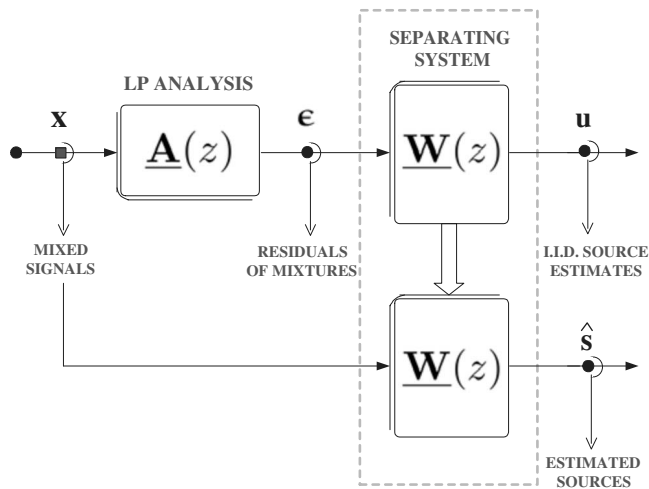 SEPARATING
SYSTEM
LP ANALYSIS
x
A(z)
ϵ
W(z)
u
MIXED
SIGNALS
RESIDUALS
OF MIXTURES
I.I.D. SOURCE
ESTIMATES
W(z)
ŝ
ESTIMATED
SOURCES